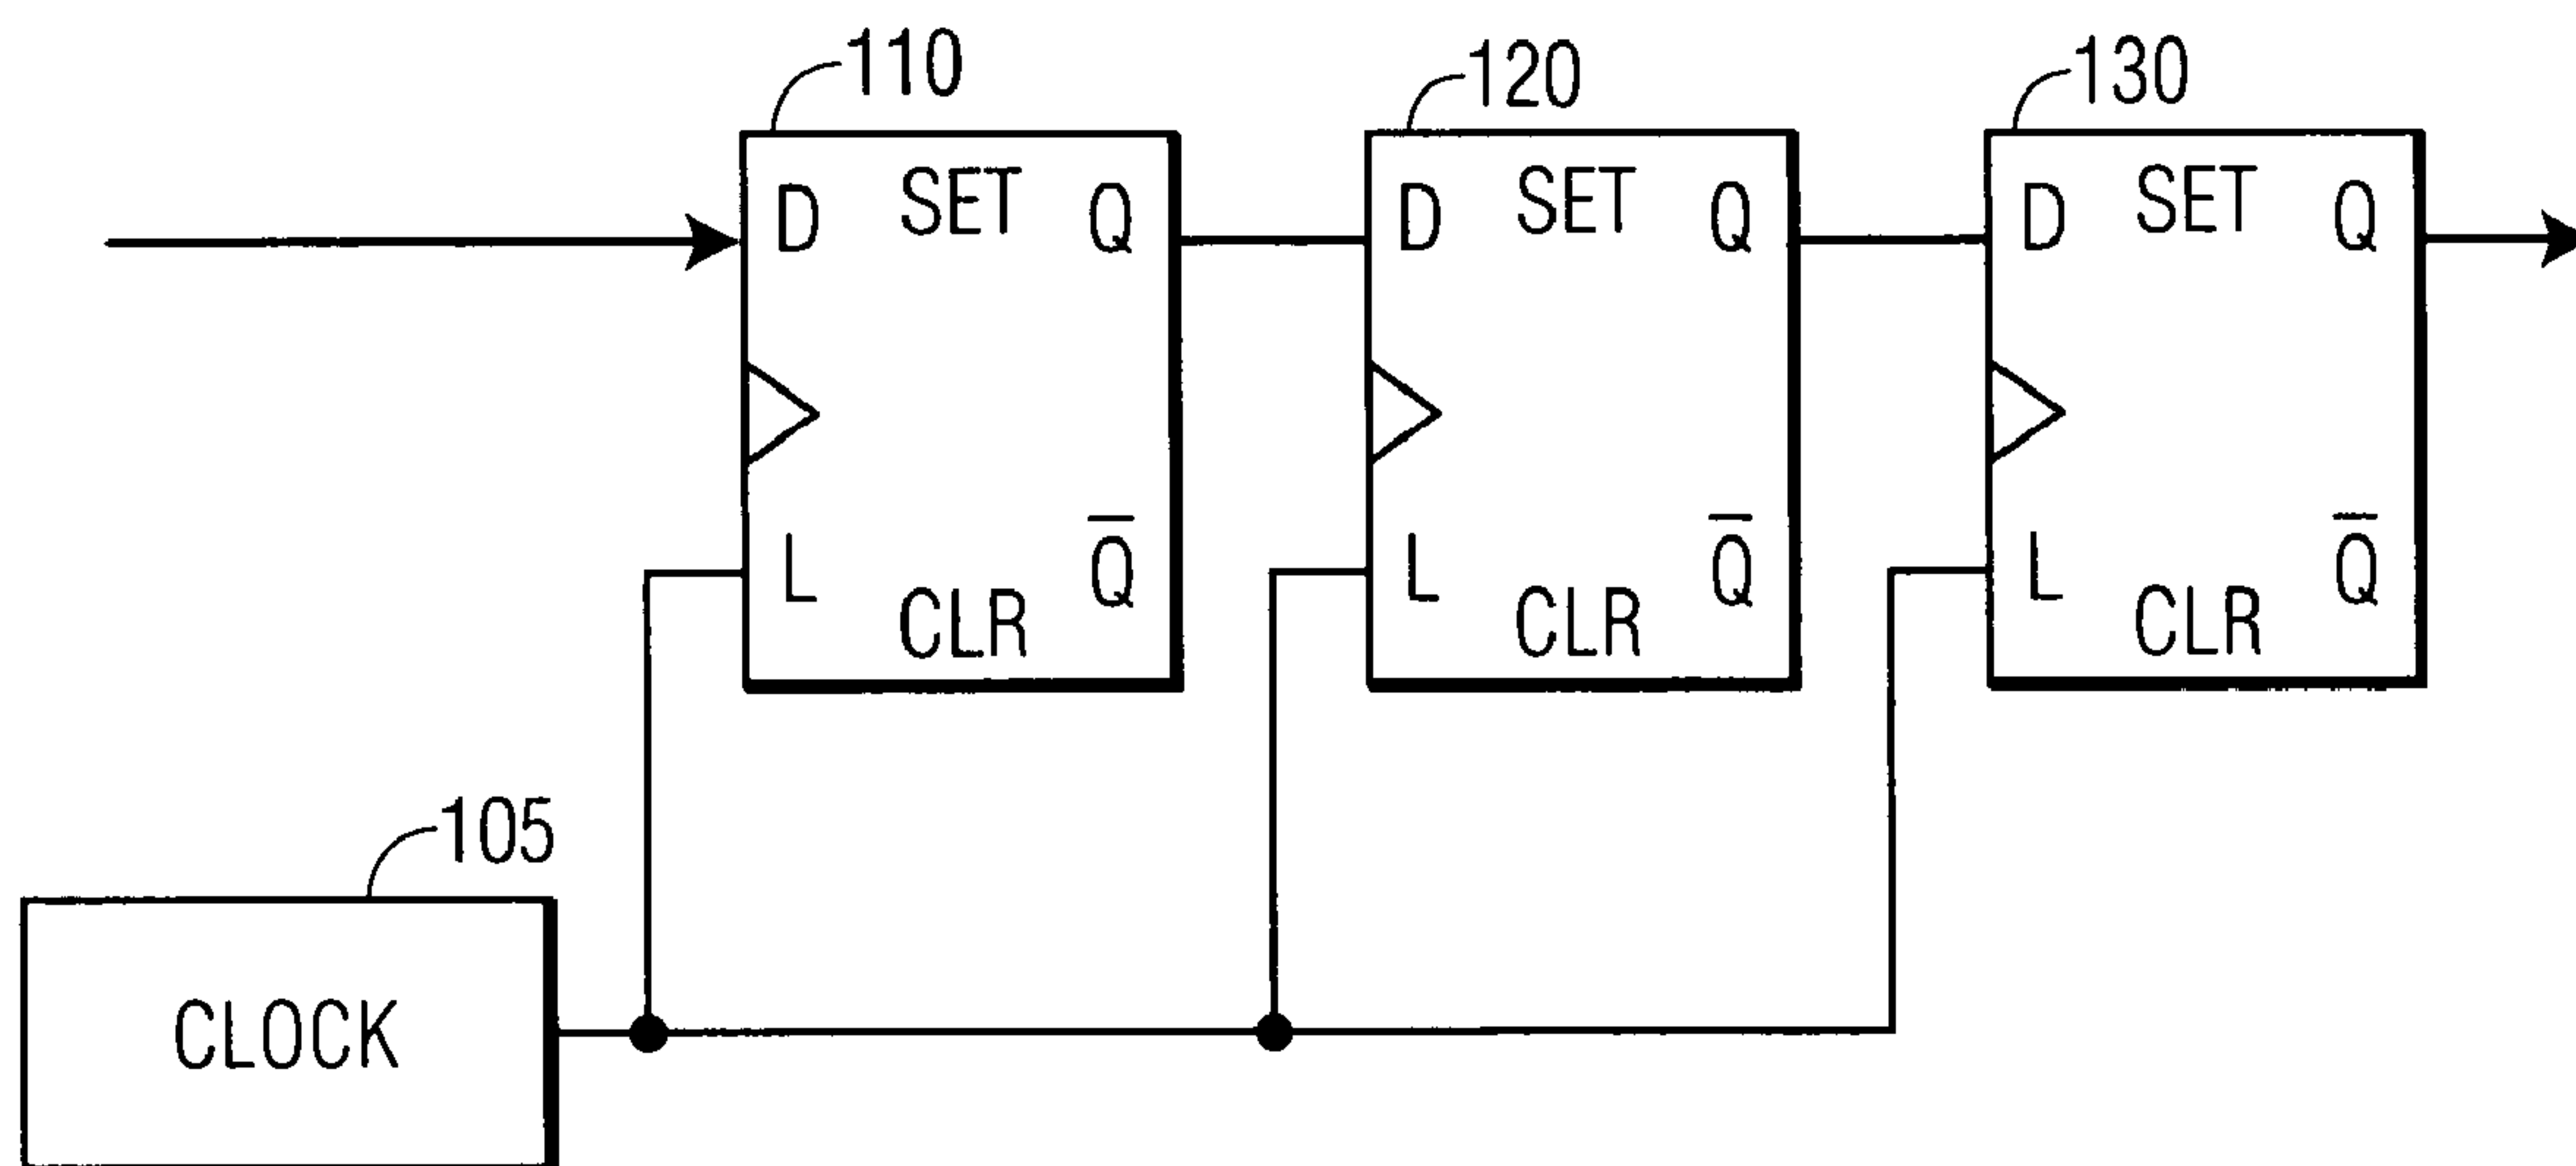 110 120 130
D SET Q D SET Q D SET Q
L CLR Q̅ L CLR Q̅ L CLR Q̅
105
CLOCK